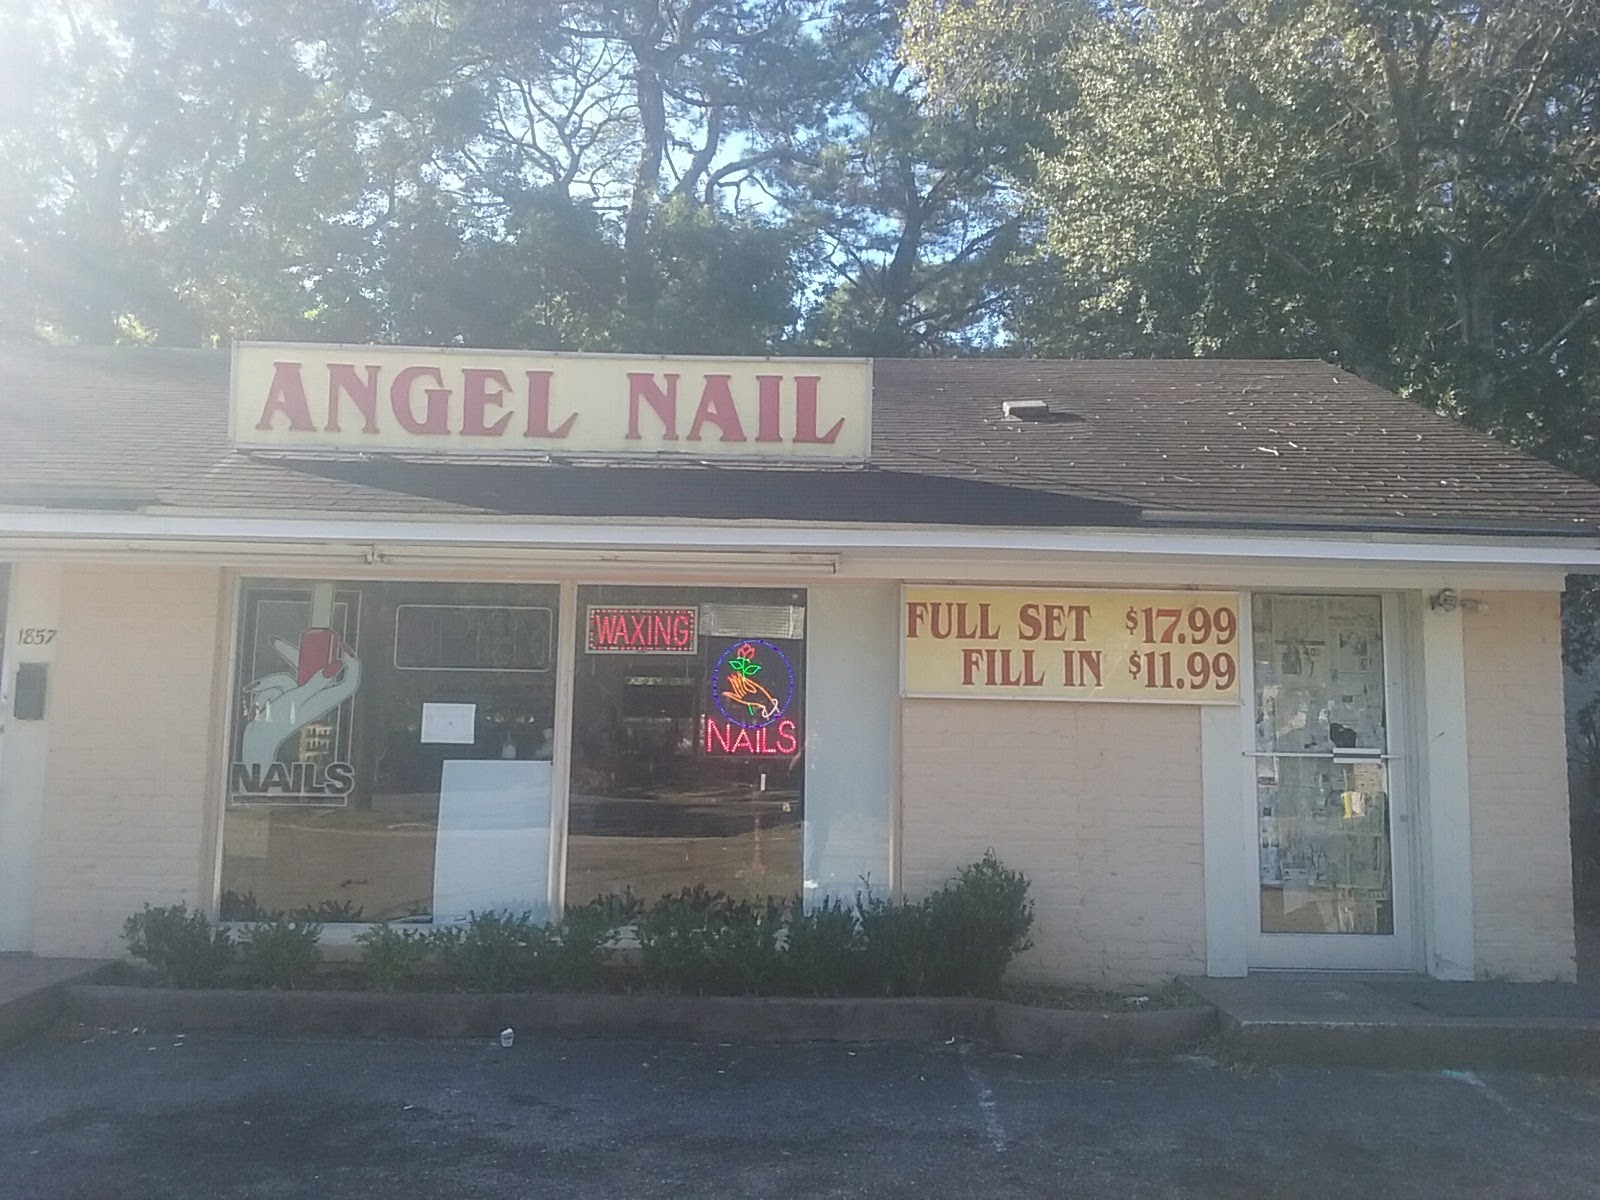 ANGEL NAIL
1857
NAILS
WAXING
NAILS
FULL SET $17.99
FILL IN $11.99